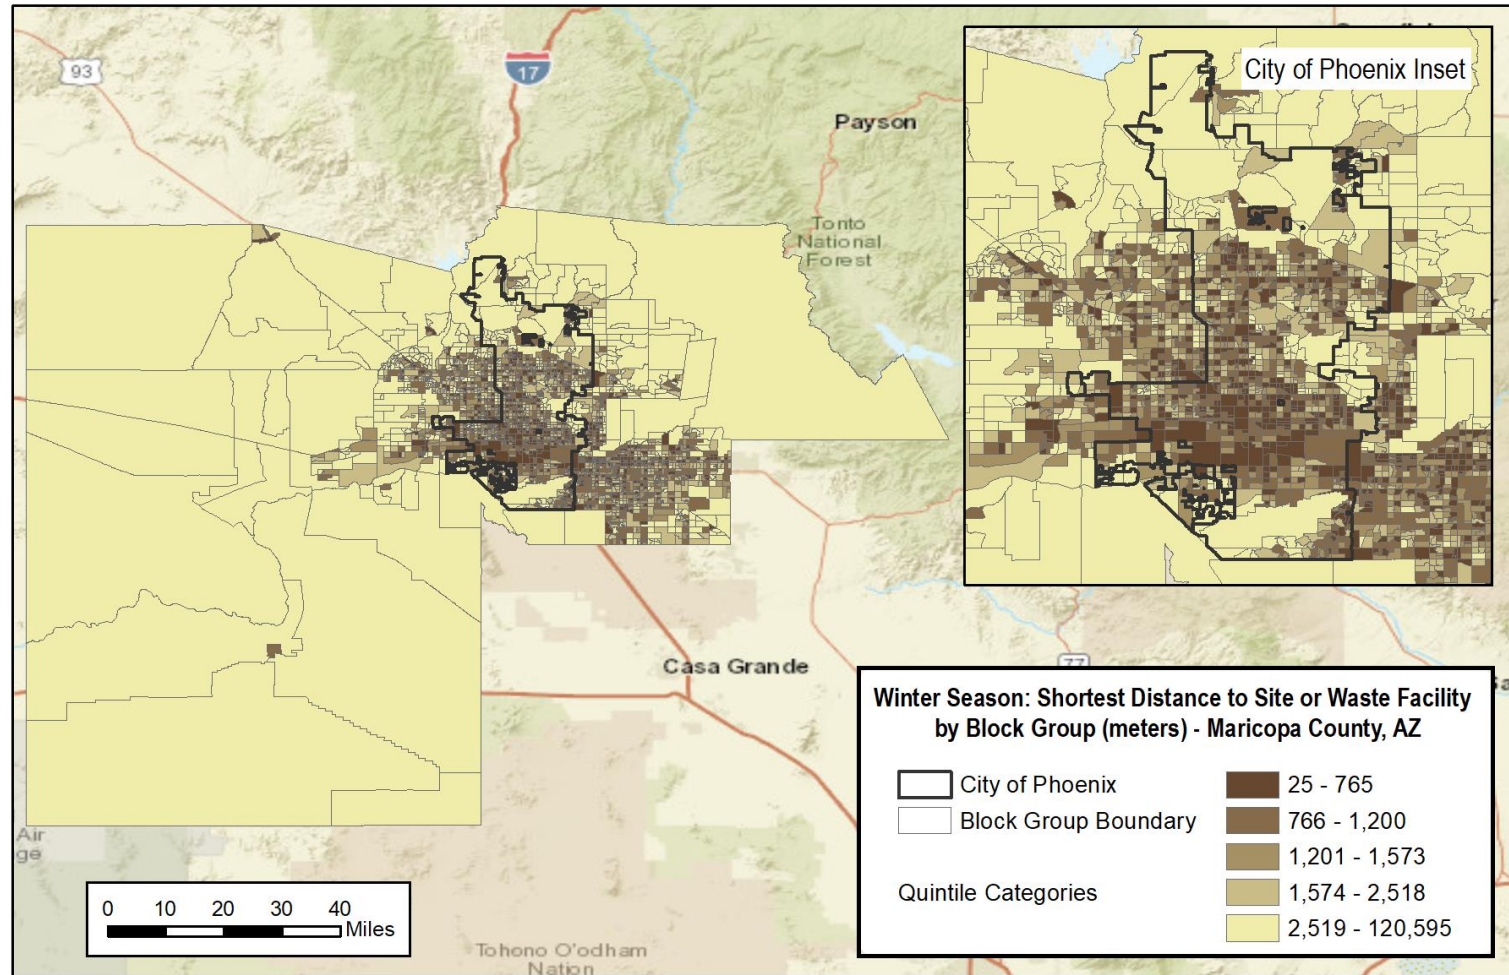 93
17
Payson
City of Phoenix Inset
Tonto
National
Forest
Casa Grande
77
Air
ge
Tohono O'odham
Nation
0 10 20 30 40
Miles
Winter Season: Shortest Distance to Site or Waste Facility
by Block Group (meters) - Maricopa County, AZ
City of Phoenix
Block Group Boundary
Quintile Categories
25 - 765
766 - 1,200
1,201 - 1,573
1,574 - 2,518
2,519 - 120,595